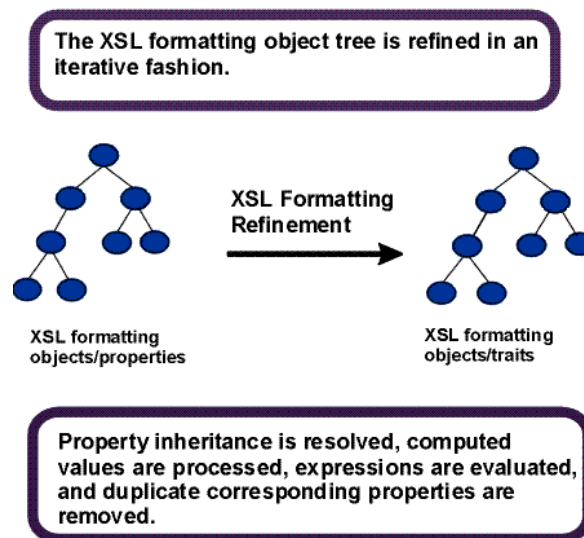 The XSL formatting object tree is refined in an
iterative fashion.
XSL Formatting
Refinement
XSL formatting
objects/properties
XSL formatting
objects/traits
Property inheritance is resolved, computed
values are processed, expressions are evaluated,
and duplicate corresponding properties are
removed.